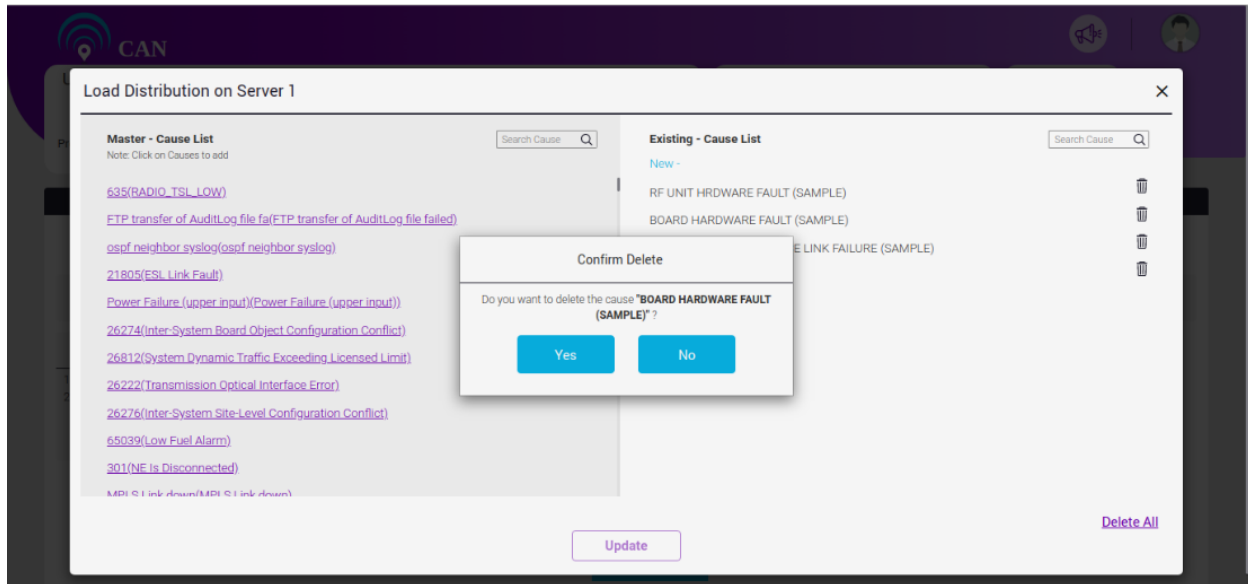 CAN
Load Distribution on Server 1
Master - Cause List
Search Cause
Note: Click on Causes to add
635(RADIO_TSL_LOW)
FTP transfer of AuditLog file fa(FTP transfer of AuditLog file failed)
ospf neighbor syslog(ospf neighbor syslog)
21805(ESL Link Fault)
Power Failure (upper input)(Power Failure (upper input))
26274(Inter-System Board Object Configuration Conflict)
26812(System Dynamic Traffic Exceeding Licensed Limit)
26222(Transmission Optical Interface Error)
26276(Inter-System Site-Level Configuration Conflict)
65039(Low Fuel Alarm)
301(NE Is Disconnected)
MPLS Link down(MPLS Link down)
Existing - Cause List
Search Cause
New -
RF UNIT HRDWARE FAULT (SAMPLE)
BOARD HARDWARE FAULT (SAMPLE)
E LINK FAILURE (SAMPLE)
Confirm Delete
Do you want to delete the cause "BOARD HARDWARE FAULT
(SAMPLE)" ?
Yes
No
Delete All
Update